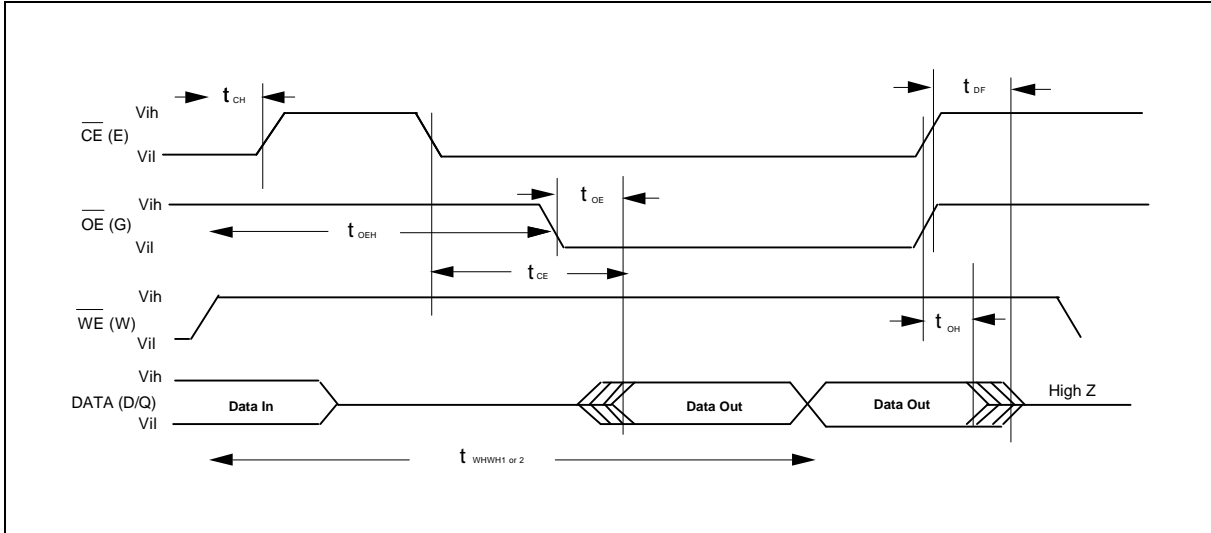 t CH
t DF
Vih
CE (E)
Vil
Vih
t OE
OE (G)
t OEH
Vil
t CE
Vih
WE (W)
t OH
Vil
Vih
DATA (D/Q)
Data In
Data Out
Data Out
High Z
Vil
t WHWH1 or 2